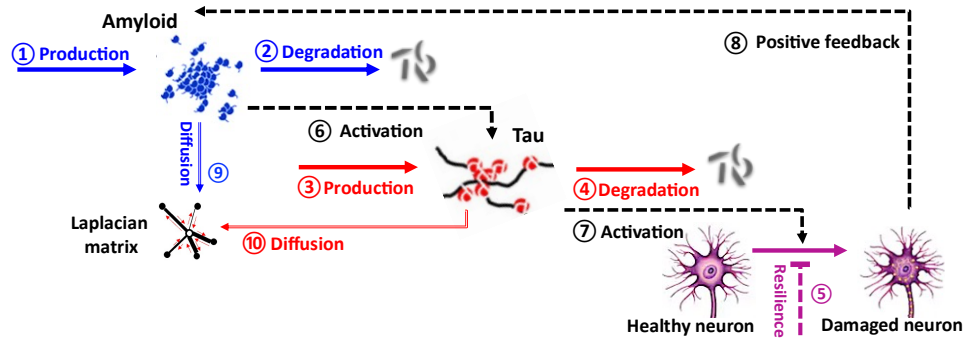 Amyloid
① Production
② Degradation
⑧ Positive feedback
⑥ Activation
Tau
Diffusion
⑨
③ Production
④ Degradation
Laplacian
matrix
⑩ Diffusion
⑦ Activation
Resilience
⑤
Healthy neuron
Damaged neuron